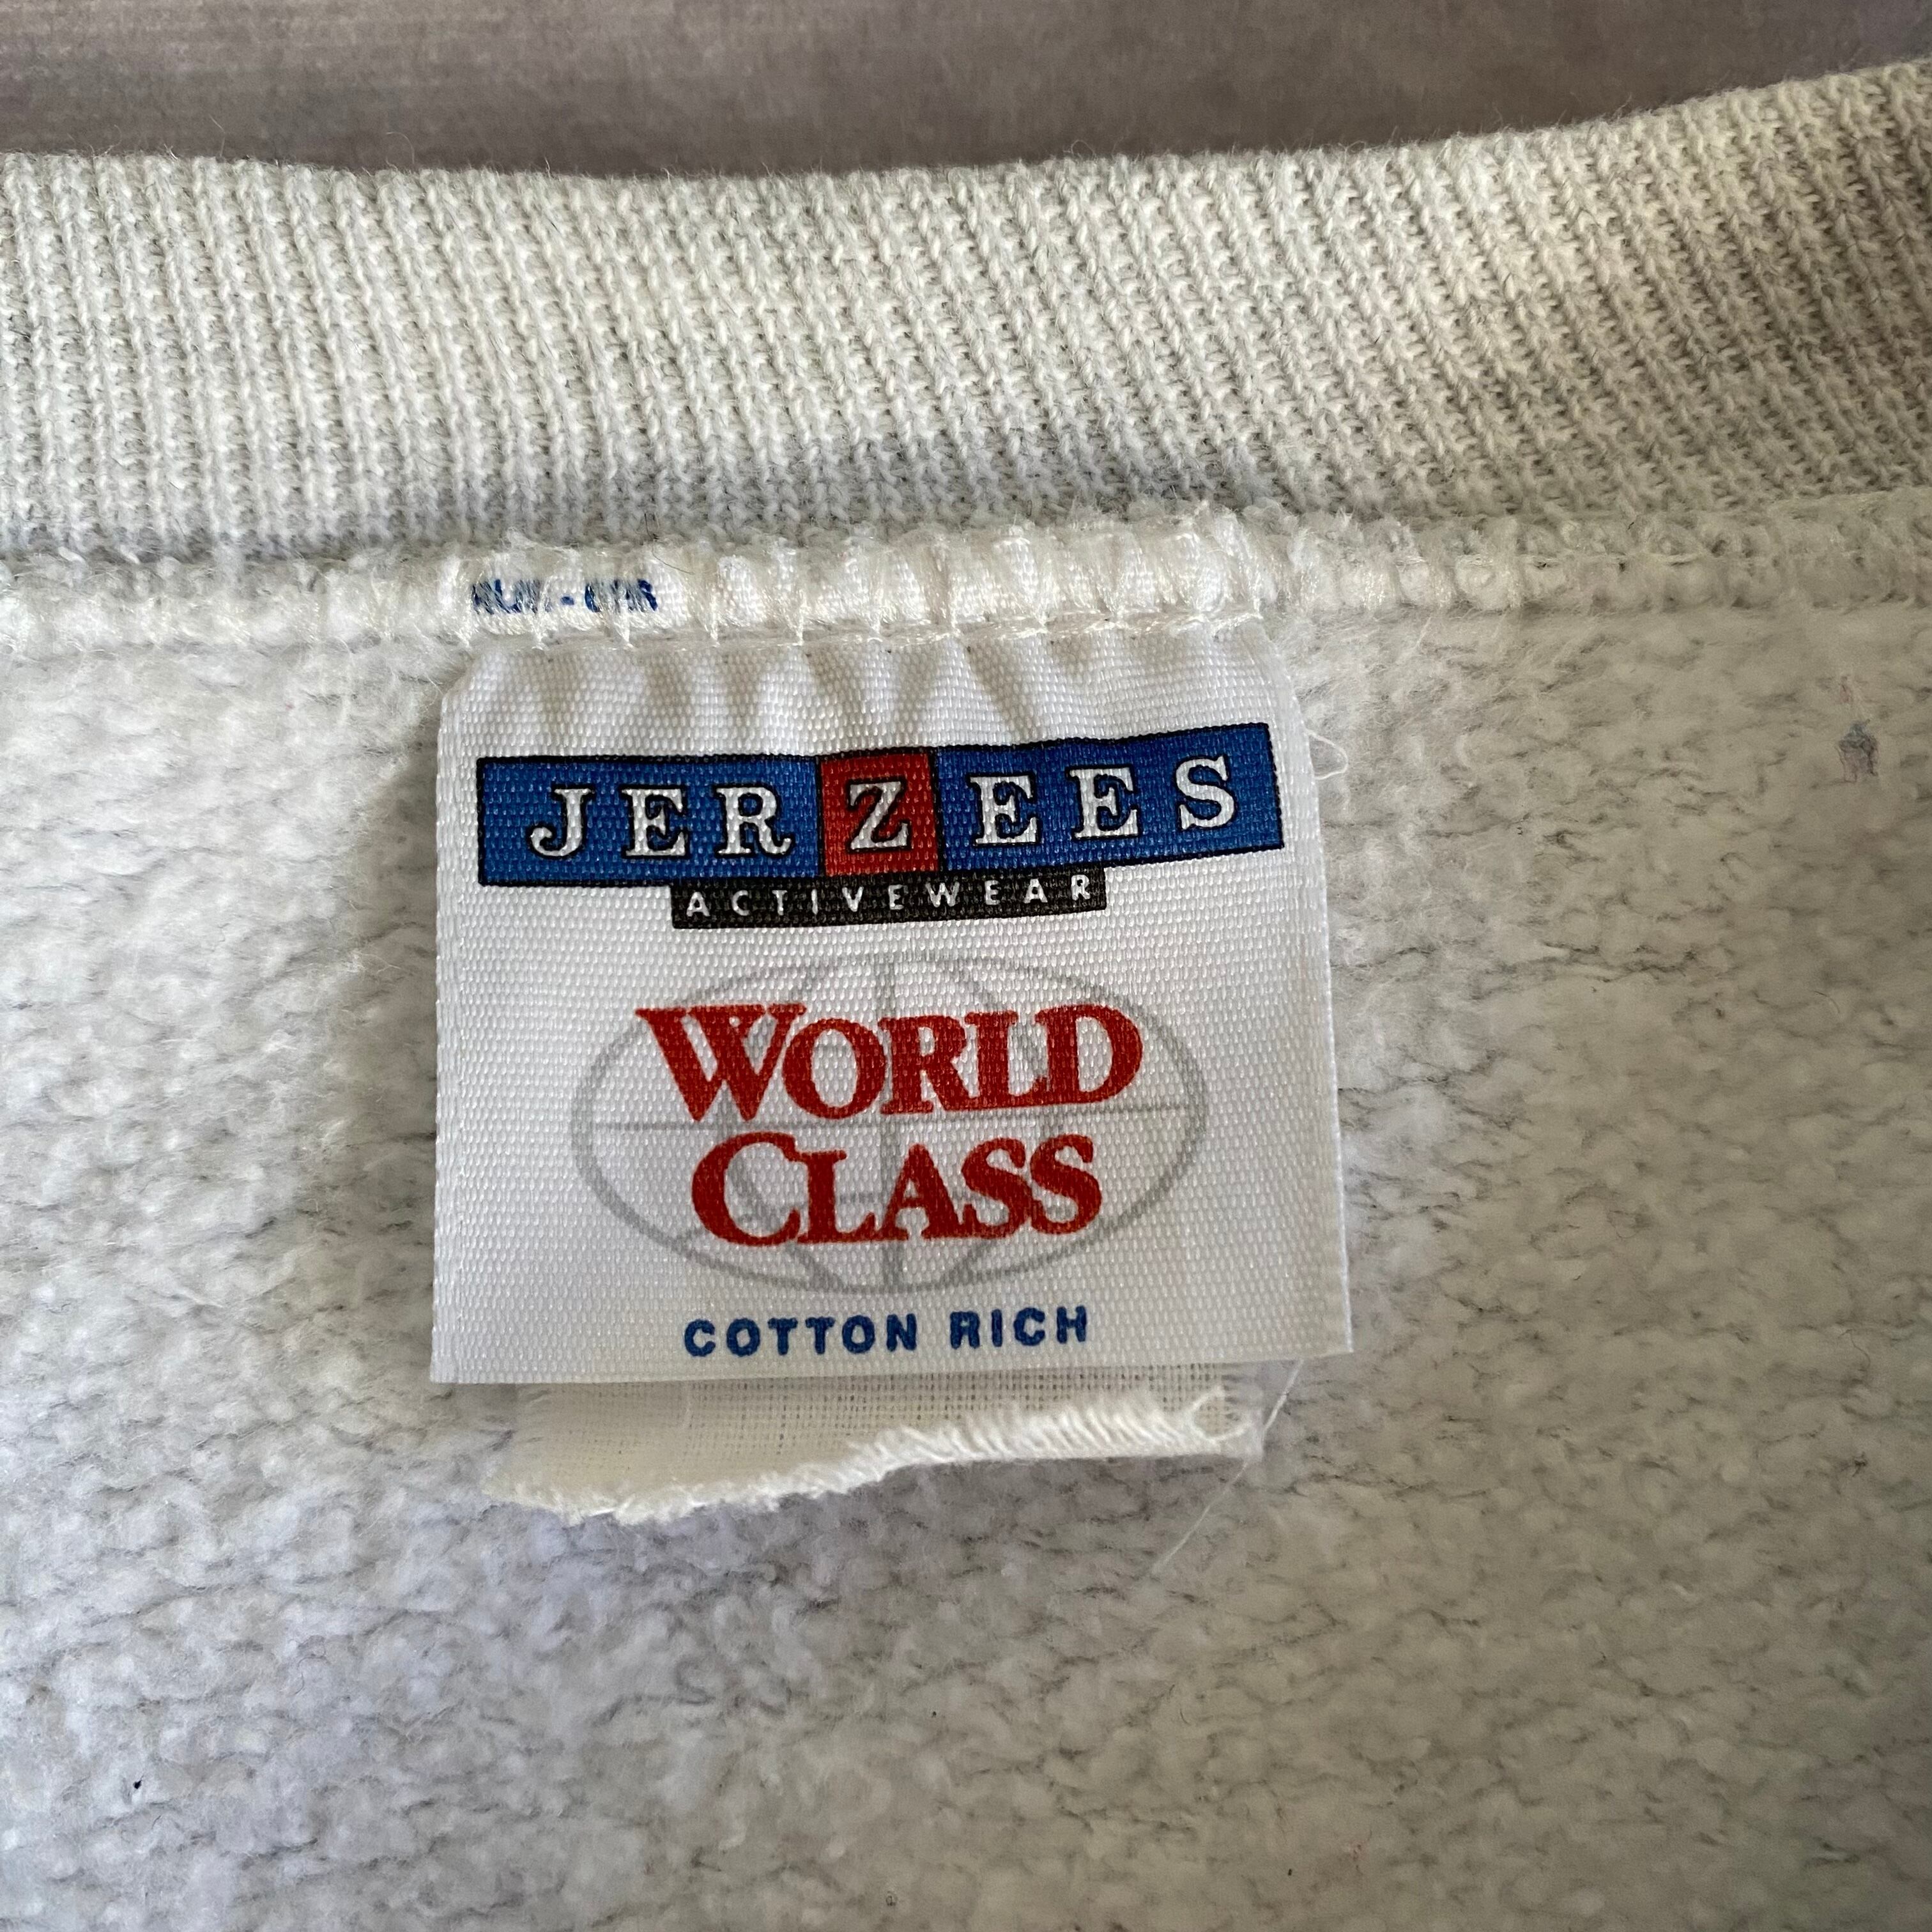 JERZEES
ACTIVEWEAR
WORLD
CLASS
COTTON RICH